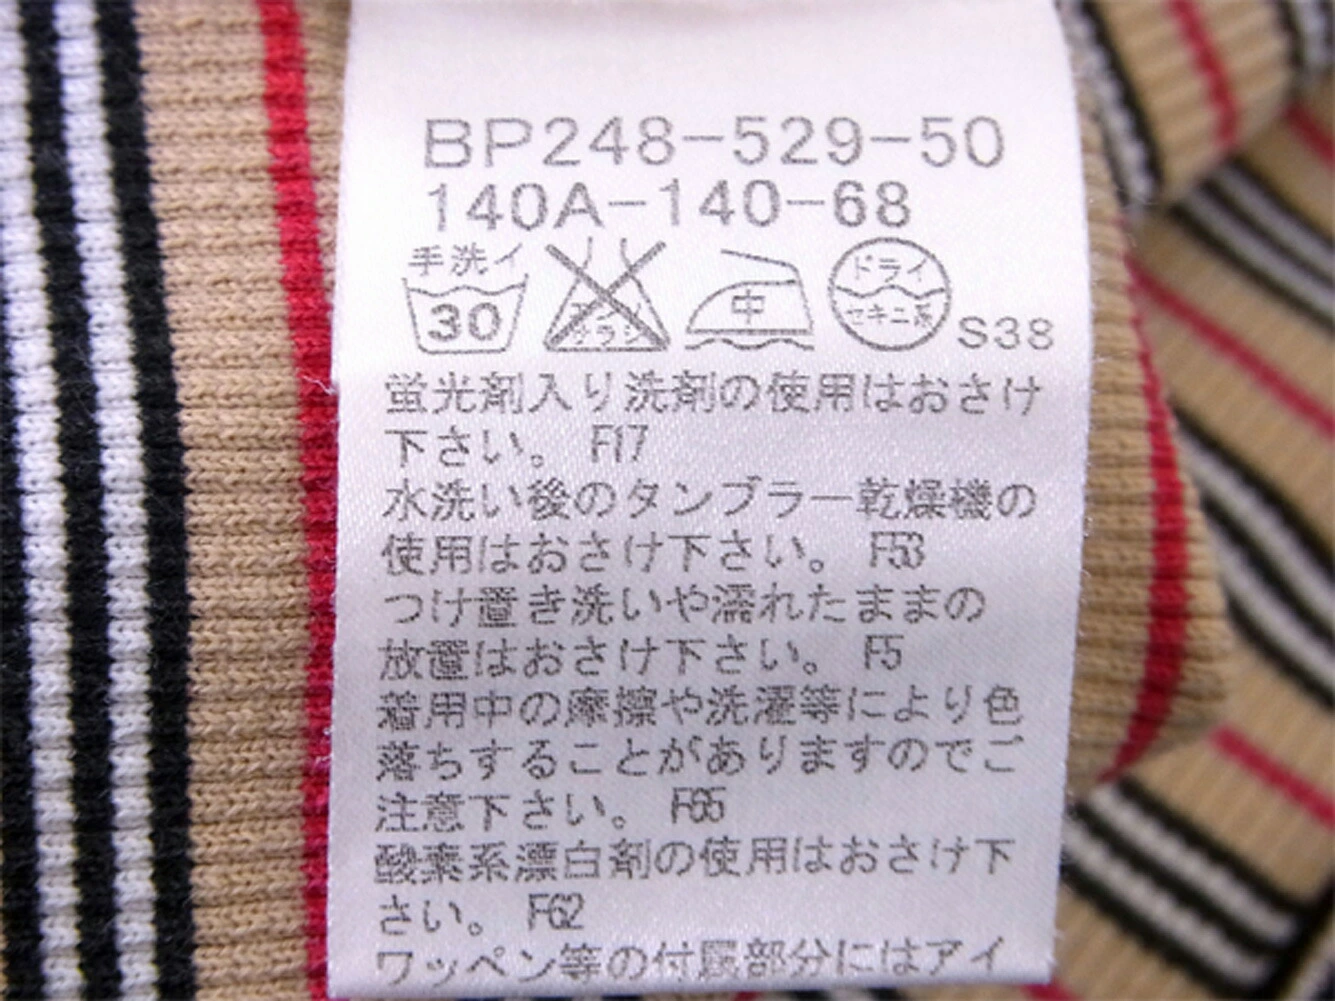 BP248-529-50
140A-140-68
手洗イ
30
エンソ
サラシ
中
ドライ
セキユ系
S38
蛍光剤入り洗剤の使用はおさけ
下さい。 F17
水洗い後のタンブラー乾燥機の
使用はおさけ下さい。 F53
つけ置き洗いや濡れたままの
放置はおさけ下さい。 F5
着用中の摩擦や洗濯等により色
落ちすることがありますのでご
注意下さい。 F65
酸素系漂白剤の使用はおさけ下
さい。 F62
ワッペン等の付属部分にはアイ